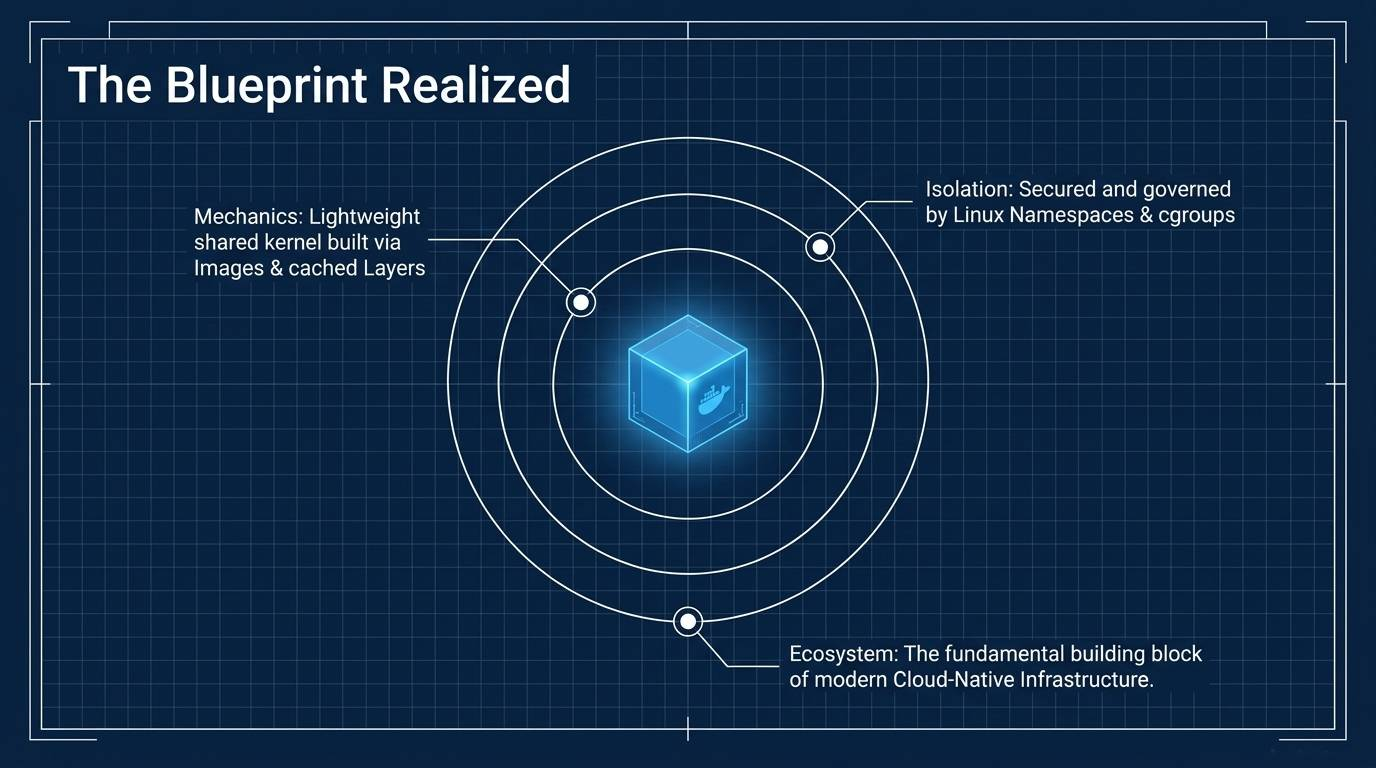 The Blueprint Realized
Mechanics: Lightweight
shared kernel built via
Images & cached Layers
Isolation: Secured and governed
by Linux Namespaces & cgroups
Ecosystem: The fundamental building block
of modern Cloud-Native Infrastructure.